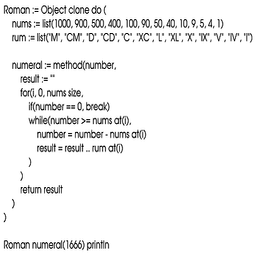 Roman := Object clone do (
nums := list(1000, 900, 500, 400, 100, 90, 50, 40, 10, 9, 5, 4, 1)
rum := list("M", "CM", "D", "CD", "C", "XC", "L", "XL", "X", "IX", "V", "IV", "I")
numeral := method(number,
result := ""
for(i, 0, nums size,
if(number == 0, break)
while(number >= nums at(i),
number = number - nums at(i)
result = result .. rum at(i)
)
)
return result
)
)
Roman numeral(1666) println